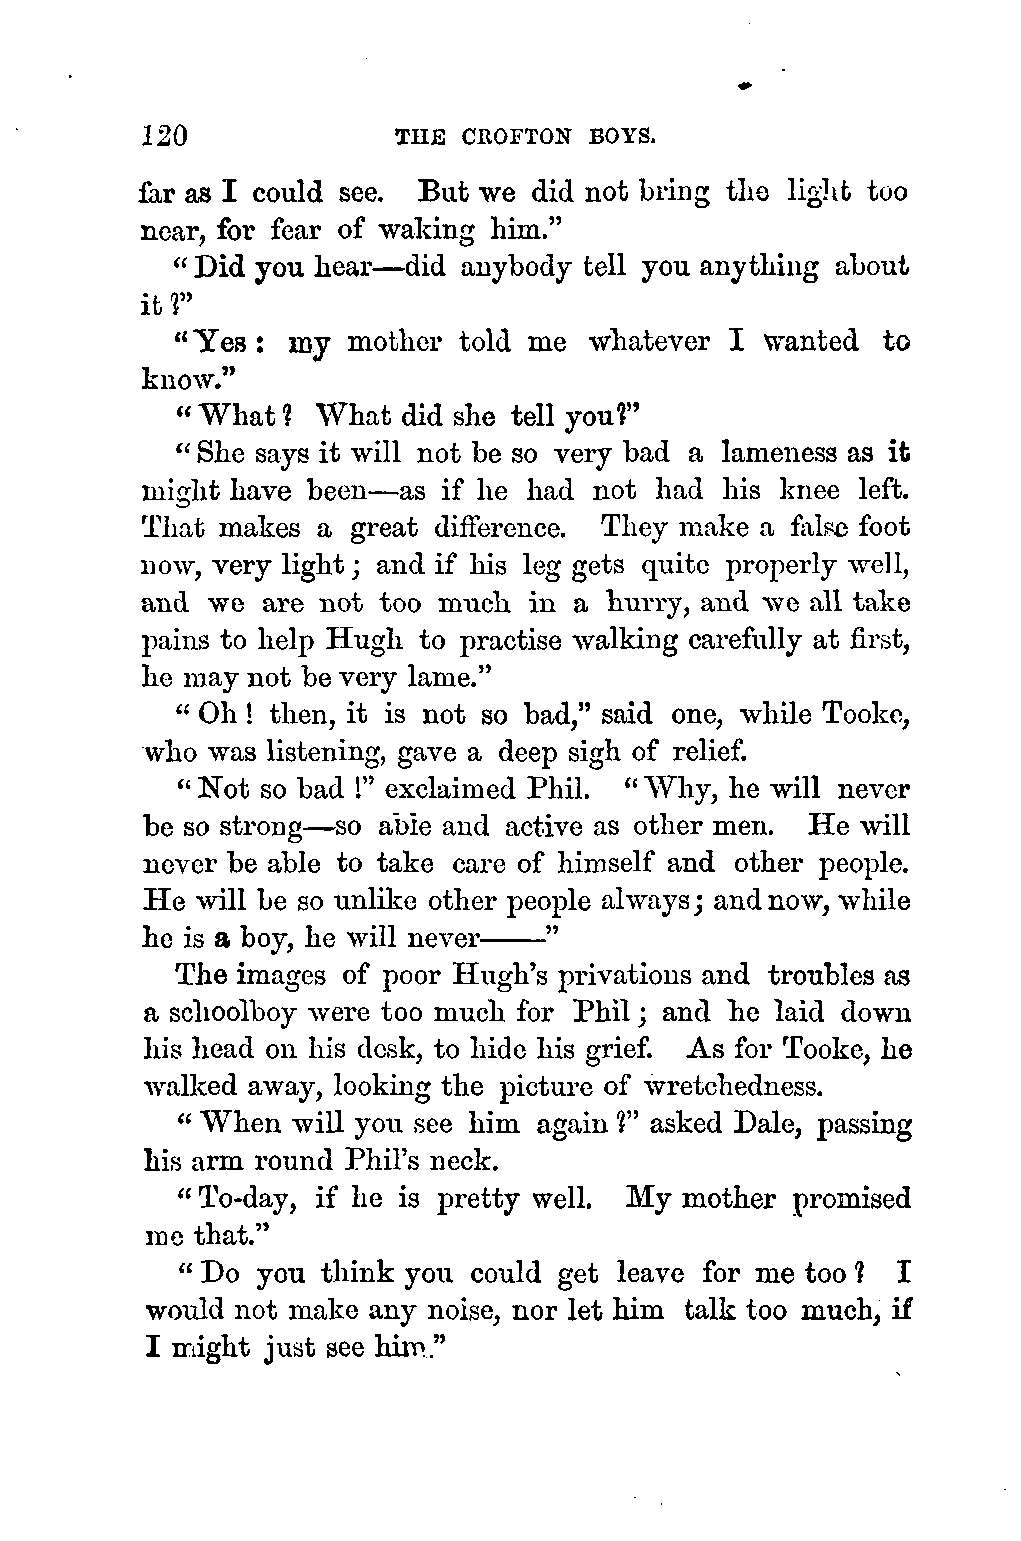 120 THE CROFTON BOYS.
far as I could see. But we did not bring the light too
near, for fear of waking him.”
“Did you hear—did anybody tell you anything about
it?”
“Yes: my mother told me whatever I wanted to
know.”
“What? What did she tell you?”
“She says it will not be so very bad a lameness as it
might have been—as if he had not had his knee left.
That makes a great difference. They make a false foot
now, very light; and if his leg gets quite properly well,
and we are not too much in a hurry, and we all take
pains to help Hugh to practise walking carefully at first,
he may not be very lame.”
“Oh! then, it is not so bad,” said one, while Tooke,
who was listening, gave a deep sigh of relief.
“Not so bad!” exclaimed Phil. “Why, he will never
be so strong—so able and active as other men. He will
never be able to take care of himself and other people.
He will be so unlike other people always; and now, while
he is a boy, he will never——”
The images of poor Hugh’s privations and troubles as
a schoolboy were too much for Phil; and he laid down
his head on his desk, to hide his grief. As for Tooke, he
walked away, looking the picture of wretchedness.
“When will you see him again?” asked Dale, passing
his arm round Phil’s neck.
“To-day, if he is pretty well. My mother promised
me that.”
“Do you think you could get leave for me too? I
would not make any noise, nor let him talk too much, if
I might just see him.”